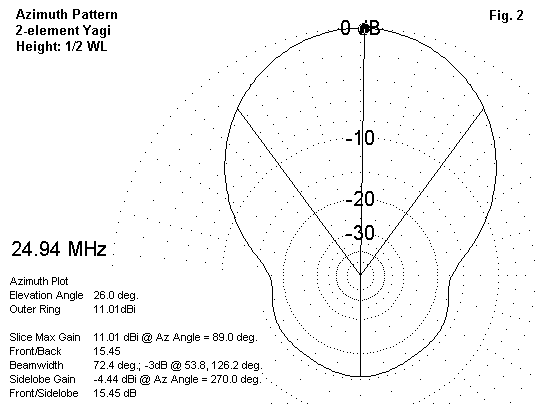 Azimuth Pattern
2-element Yagi
Height: 1/2 WL
Fig. 2
0 dB
-10
-20
-30
24.94 MHz
Azimuth Plot
Elevation Angle 26.0 deg.
Outer Ring 11.01dBi
Slice Max Gain 11.01 dBi @ Az Angle = 89.0 deg.
Front/Back 15.45
Beamwidth 72.4 deg.; -3dB @ 53.8, 126.2 deg.
Sidelobe Gain -4.44 dBi @ Az Angle = 270.0 deg.
Front/Sidelobe 15.45 dB